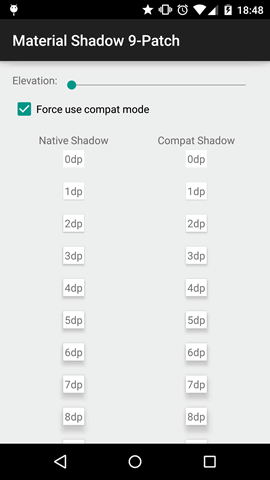 18:48
Material Shadow 9-Patch
Elevation:
Force use compat mode
Native Shadow Compat Shadow
0dp 0dp
1dp 1dp
2dp 2dp
3dp 3dp
4dp 4dp
5dp 5dp
6dp 6dp
7dp 7dp
8dp 8dp